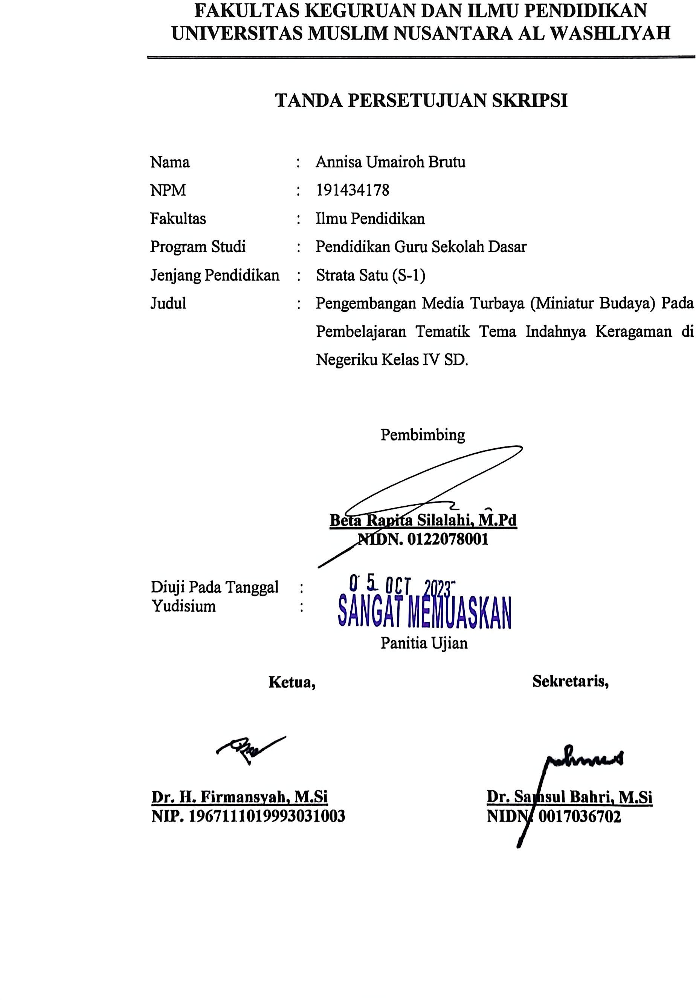 FAKULTAS KEGURUAN DAN ILMU PENDIDIKAN
UNIVERSITAS MUSLIM NUSANTARA AL WASHLIYAH
TANDA PERSETUJUAN SKRIPSI
Nama : Annisa Umairoh Brutu
NPM : 191434178
Fakultas : Ilmu Pendidikan
Program Studi : Pendidikan Guru Sekolah Dasar
Jenjang Pendidikan : Strata Satu (S-1)
Judul : Pengembangan Media Turbaya (Miniatur Budaya) Pada
Pembelajaran Tematik Tema Indahnya Keragaman di
Negeriku Kelas IV SD.
Pembimbing
Beta Rapita Silalahi, M.Pd
NIDN. 0122078001
Diuji Pada Tanggal : 05 OCT 2023
Yudisium : SANGAT MEMUASKAN
Panitia Ujian
Ketua, Sekretaris,
Dr. H. Firmansyah, M.Si Dr. Samsul Bahri, M.Si
NIP. 1967111019993031003 NIDN. 0017036702